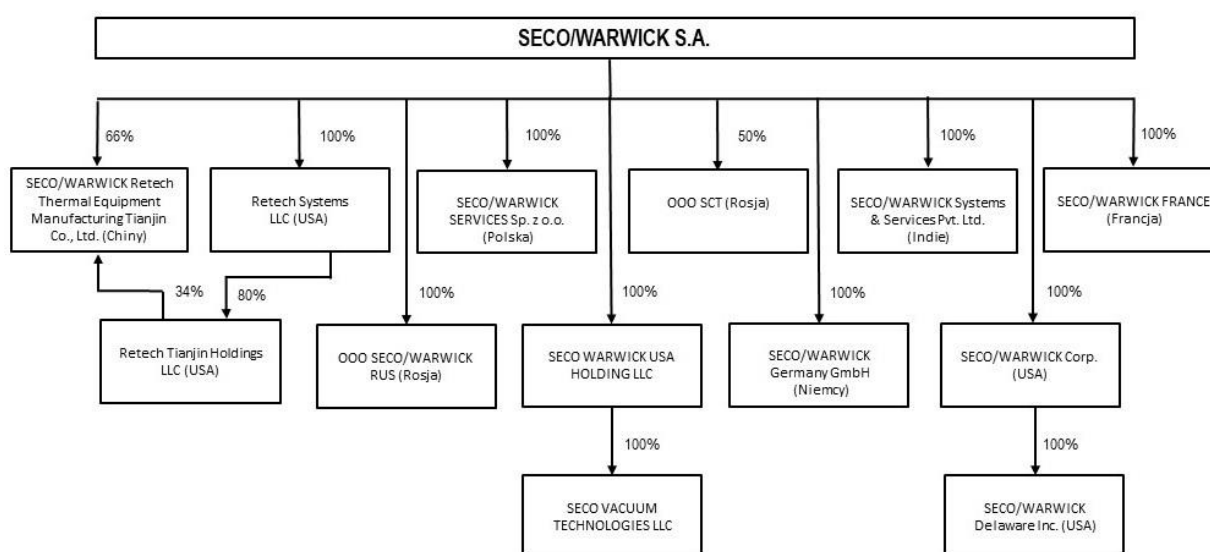 SECO/WARWICK S.A.
66%
100%
100%
50%
100%
100%
SECO/WARWICK Retech
Thermal Equipment
Manufacturing Tianjin
Co., Ltd. (Chiny)
Retech Systems
LLC (USA)
SECO/WARWICK
SERVICES Sp. z o.o.
(Polska)
OOO SCT (Rosja)
SECO/WARWICK Systems
& Services Pvt. Ltd.
(Indie)
SECO/WARWICK FRANCE
(Francja)
34%
80%
100%
100%
100%
100%
Retech Tianjin Holdings
LLC (USA)
OOO SECO/WARWICK
RUS (Rosja)
SECO WARWICK USA
HOLDING LLC
SECO/WARWICK
Germany GmbH
(Niemcy)
SECO/WARWICK Corp.
(USA)
100%
100%
SECO VACUUM
TECHNOLOGIES LLC
SECO/WARWICK
Delaware Inc. (USA)